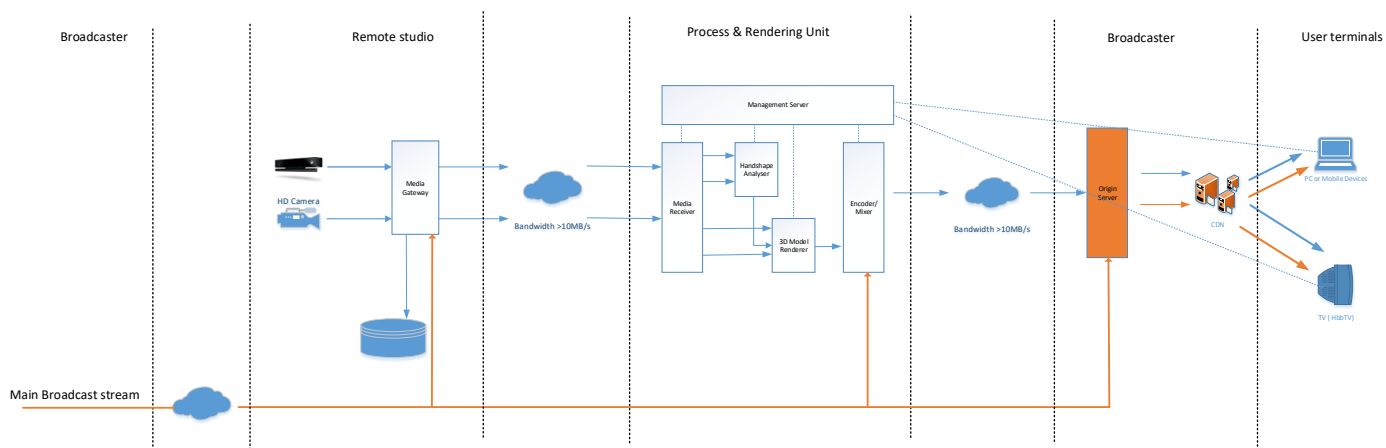 Broadcaster
Remote studio
Process & Rendering Unit
Broadcaster
User terminals
Management Server
HD Camera
Media
Gateway
Bandwidth >10MB/s
Media
Receiver
Handshape
Analyser
3D Model
Renderer
Encoder/
Mixer
Bandwidth >10MB/s
Origin
Server
CDN
PC or Mobile Devices
TV ( HbbTV)
Main Broadcast stream